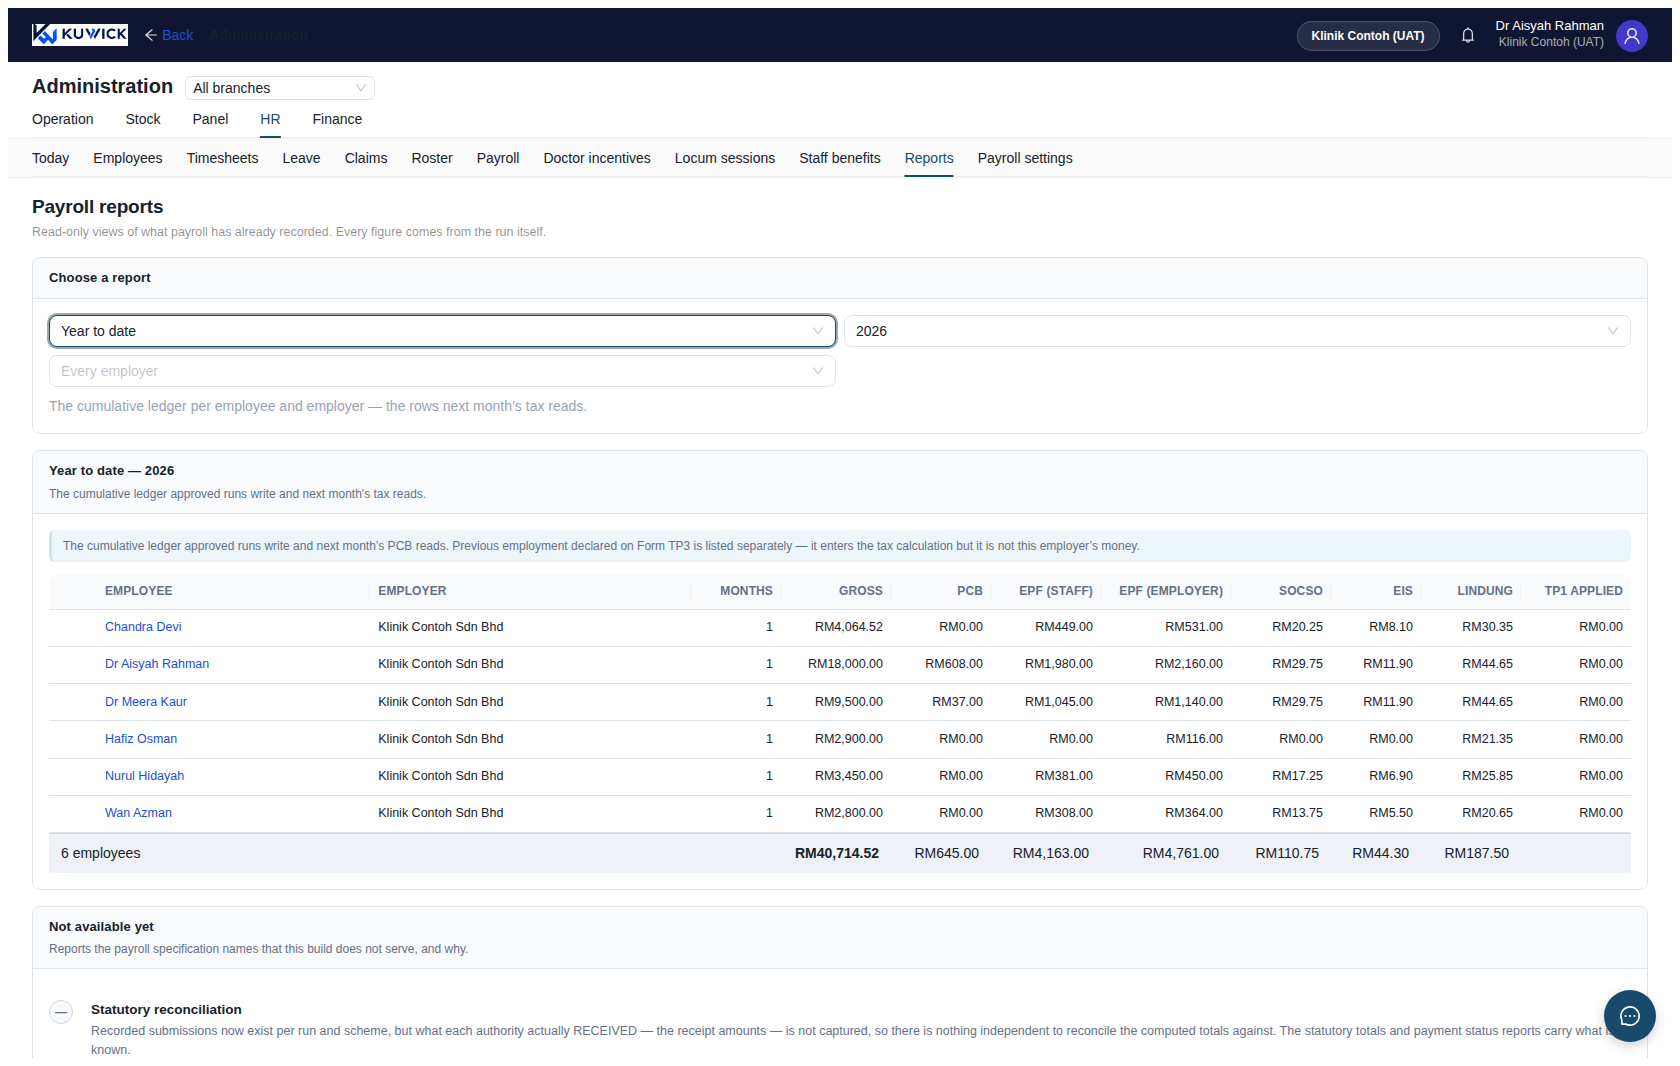 KUWICK
Back Administration
Klinik Contoh (UAT)
Dr Aisyah Rahman
Klinik Contoh (UAT)
Administration All branches
Operation Stock Panel HR Finance
Today Employees Timesheets Leave Claims Roster Payroll Doctor incentives Locum sessions Staff benefits Reports Payroll settings
Payroll reports
Read-only views of what payroll has already recorded. Every figure comes from the run itself.
Choose a report
Year to date 2026
Every employer
The cumulative ledger per employee and employer — the rows next month's tax reads.
Year to date — 2026
The cumulative ledger approved runs write and next month's tax reads.
The cumulative ledger approved runs write and next month's PCB reads. Previous employment declared on Form TP3 is listed separately — it enters the tax calculation but it is not this employer's money.
EMPLOYEE EMPLOYER MONTHS GROSS PCB EPF (STAFF) EPF (EMPLOYER) SOCSO EIS LINDUNG TP1 APPLIED
Chandra Devi Klinik Contoh Sdn Bhd 1 RM4,064.52 RM0.00 RM449.00 RM531.00 RM20.25 RM8.10 RM30.35 RM0.00
Dr Aisyah Rahman Klinik Contoh Sdn Bhd 1 RM18,000.00 RM608.00 RM1,980.00 RM2,160.00 RM29.75 RM11.90 RM44.65 RM0.00
Dr Meera Kaur Klinik Contoh Sdn Bhd 1 RM9,500.00 RM37.00 RM1,045.00 RM1,140.00 RM29.75 RM11.90 RM44.65 RM0.00
Hafiz Osman Klinik Contoh Sdn Bhd 1 RM2,900.00 RM0.00 RM0.00 RM116.00 RM0.00 RM0.00 RM21.35 RM0.00
Nurul Hidayah Klinik Contoh Sdn Bhd 1 RM3,450.00 RM0.00 RM381.00 RM450.00 RM17.25 RM6.90 RM25.85 RM0.00
Wan Azman Klinik Contoh Sdn Bhd 1 RM2,800.00 RM0.00 RM308.00 RM364.00 RM13.75 RM5.50 RM20.65 RM0.00
6 employees RM40,714.52 RM645.00 RM4,163.00 RM4,761.00 RM110.75 RM44.30 RM187.50
Not available yet
Reports the payroll specification names that this build does not serve, and why.
Statutory reconciliation
Recorded submissions now exist per run and scheme, but what each authority actually RECEIVED — the receipt amounts — is not captured, so there is nothing independent to reconcile the computed totals against. The statutory totals and payment status reports carry what
known.